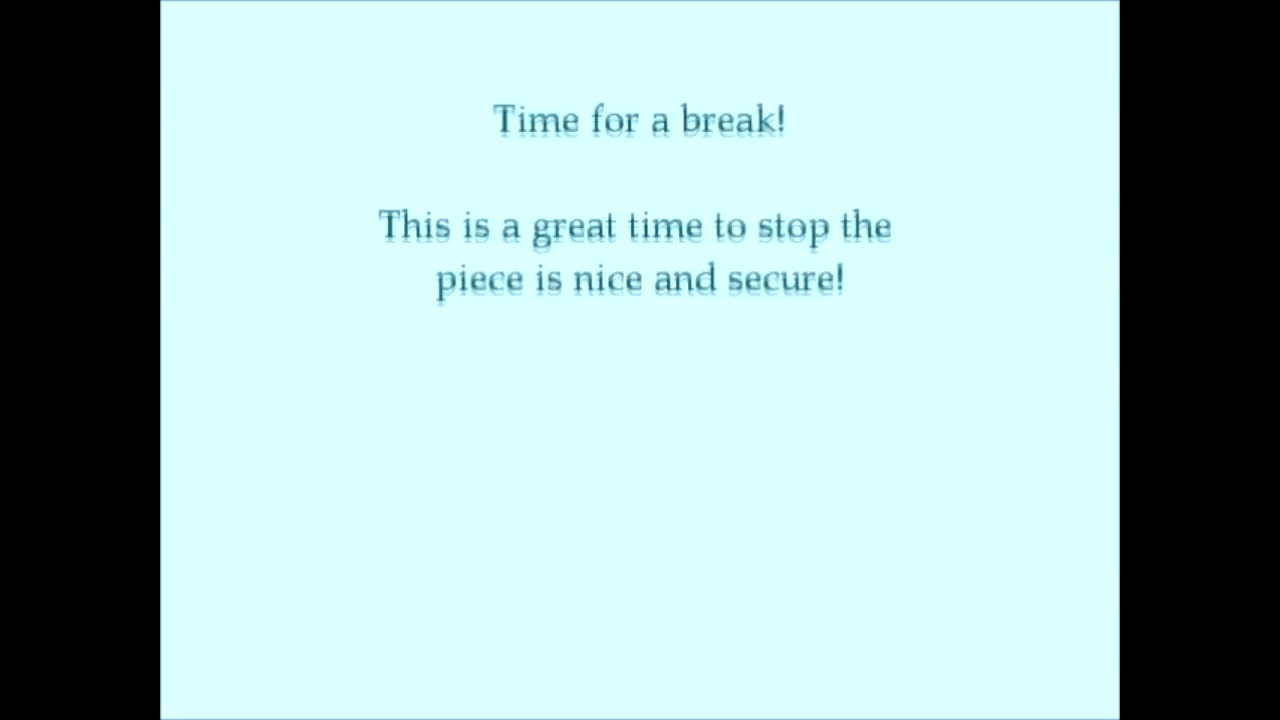 Time for a break!
This is a great time to stop the
piece is nice and secure!